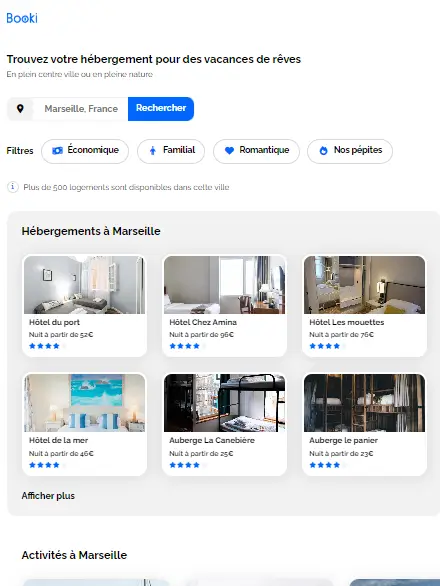 Booki
Trouvez votre hébergement pour des vacances de rêves
En plein centre ville ou en pleine nature
Marseille, France Rechercher
Filtres Économique Familial Romantique Nos pépites
Plus de 500 logements sont disponibles dans cette ville
Hébergements à Marseille
Hôtel du port Hôtel Chez Amina Hôtel Les mouettes
Nuit à partir de 52€ Nuit à partir de 96€ Nuit à partir de 76€
Hôtel de la mer Auberge La Canebière Auberge le panier
Nuit à partir de 46€ Nuit à partir de 25€ Nuit à partir de 23€
Afficher plus
Activités à Marseille